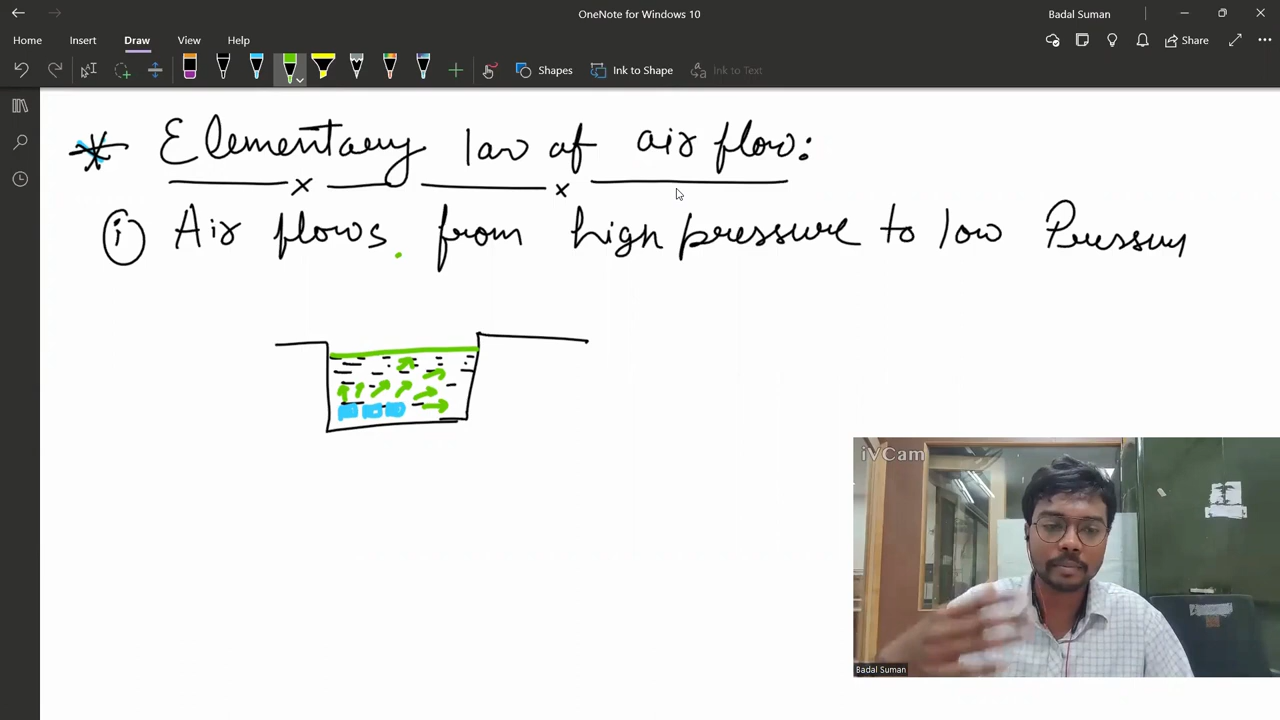 OneNote for Windows 10
Badal Suman
Home Insert Draw View Help
Share
Shapes
Ink to Shape
Ink to Text
* Elementary law of air flow:
(i) Air flows from high pressure to low Pressur
iVCam
Badal Suman